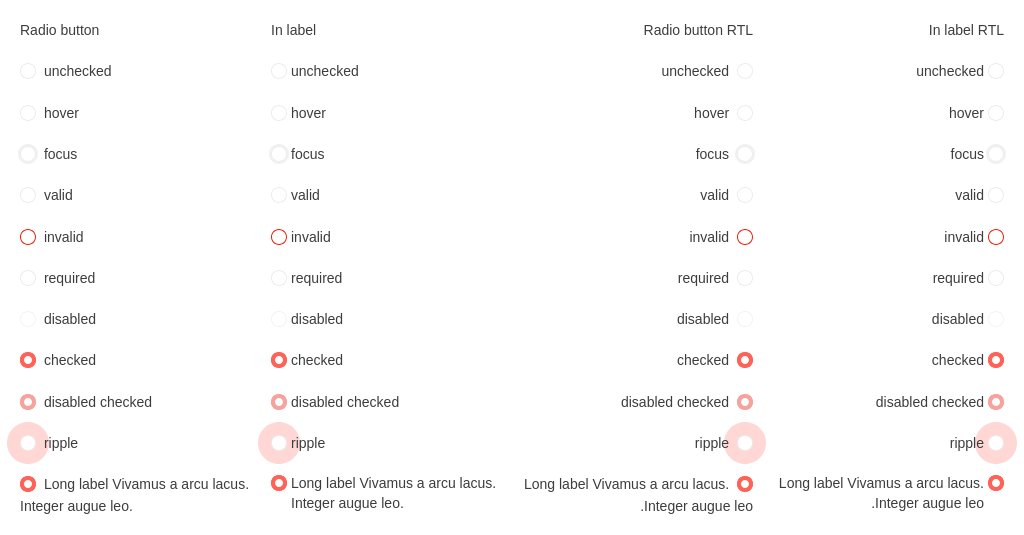 Radio button
unchecked
hover
focus
valid
invalid
required
disabled
checked
disabled checked
ripple
Long label Vivamus a arcu lacus.
Integer augue leo.
In label
unchecked
hover
focus
valid
invalid
required
disabled
checked
disabled checked
ripple
Long label Vivamus a arcu lacus.
Integer augue leo.
Radio button RTL
unchecked
hover
focus
valid
invalid
required
disabled
checked
disabled checked
ripple
Long label Vivamus a arcu lacus.
.Integer augue leo
In label RTL
unchecked
hover
focus
valid
invalid
required
disabled
checked
disabled checked
ripple
Long label Vivamus a arcu lacus.
.Integer augue leo